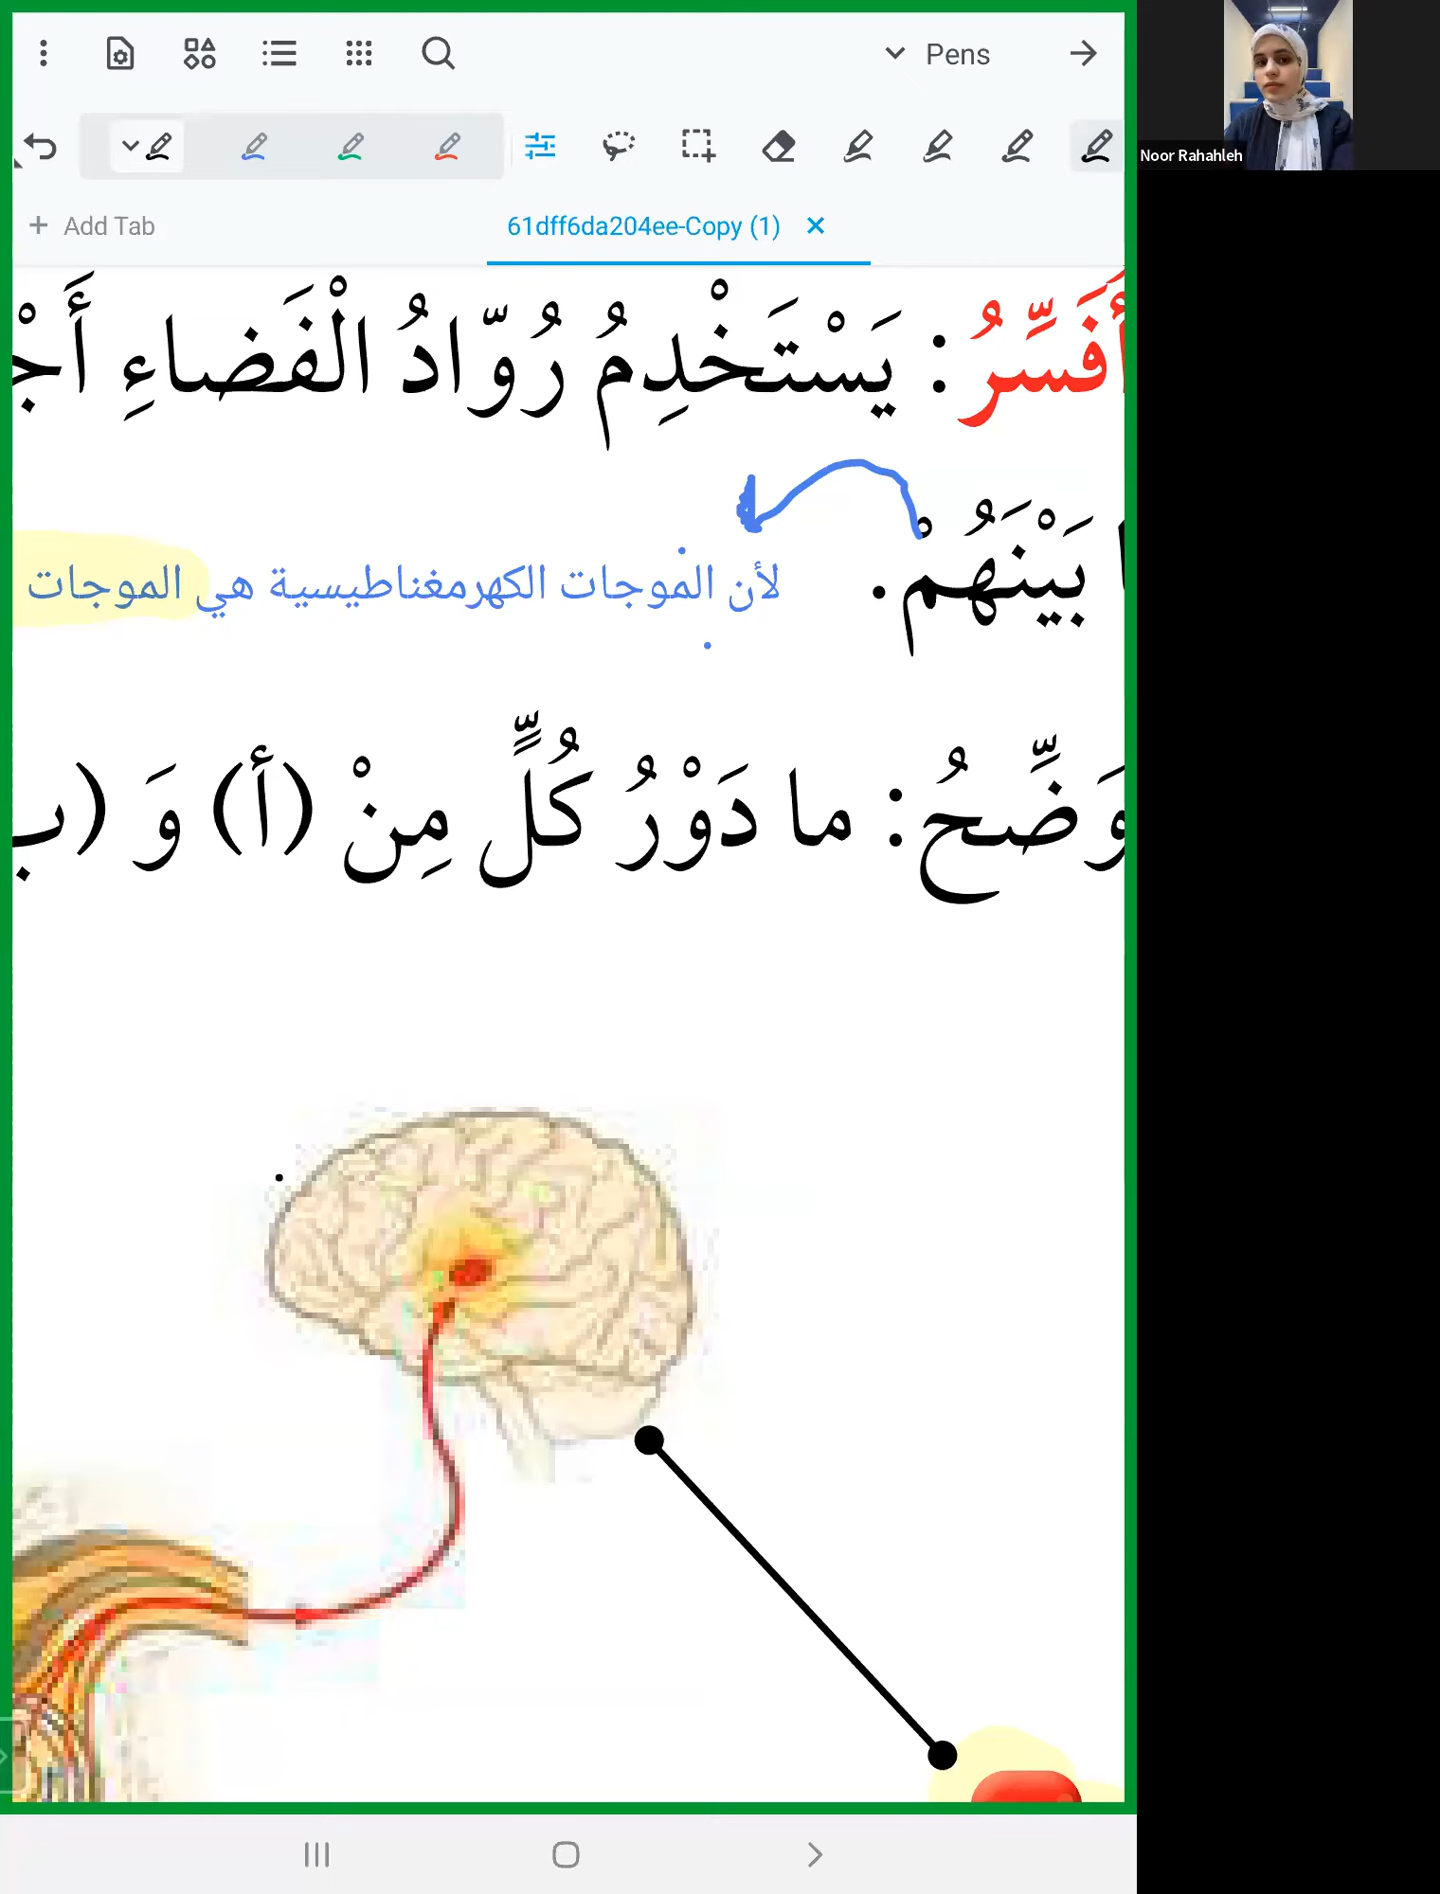 Pens
Noor Rahahleh
Add Tab
61dff6da204ee-Copy (1)
أُفَسِّرُ: يَسْتَخْدِمُ رُوّادُ الْفَضاءِ
بَيْنَهُمْ.
لأن الموجات الكهرمغناطيسية هي الموجات
ما دَوْرُ كُلٍّ مِنْ (أ) وَ (ب